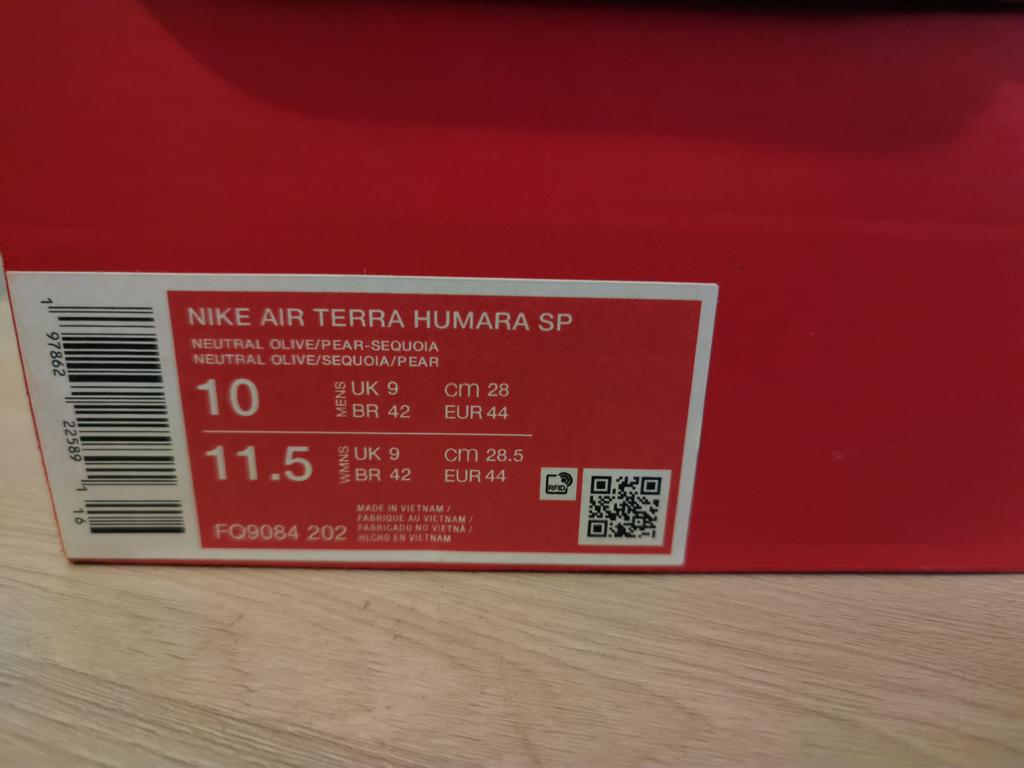 NIKE AIR TERRA HUMARA SP
NEUTRAL OLIVE/PEAR-SEQUOIA
NEUTRAL OLIVE/SEQUOIA/PEAR
10 MENS UK 9 CM 28
BR 42 EUR 44
11.5 WMNS UK 9 CM 28.5
BR 42 EUR 44
RFID
MADE IN VIETNAM /
FABRIQUE AU VIETNAM /
FABRICADO NO VIETNÃ /
HECHO EN VIETNAM
FQ9084 202
1 97862 22589 1 16